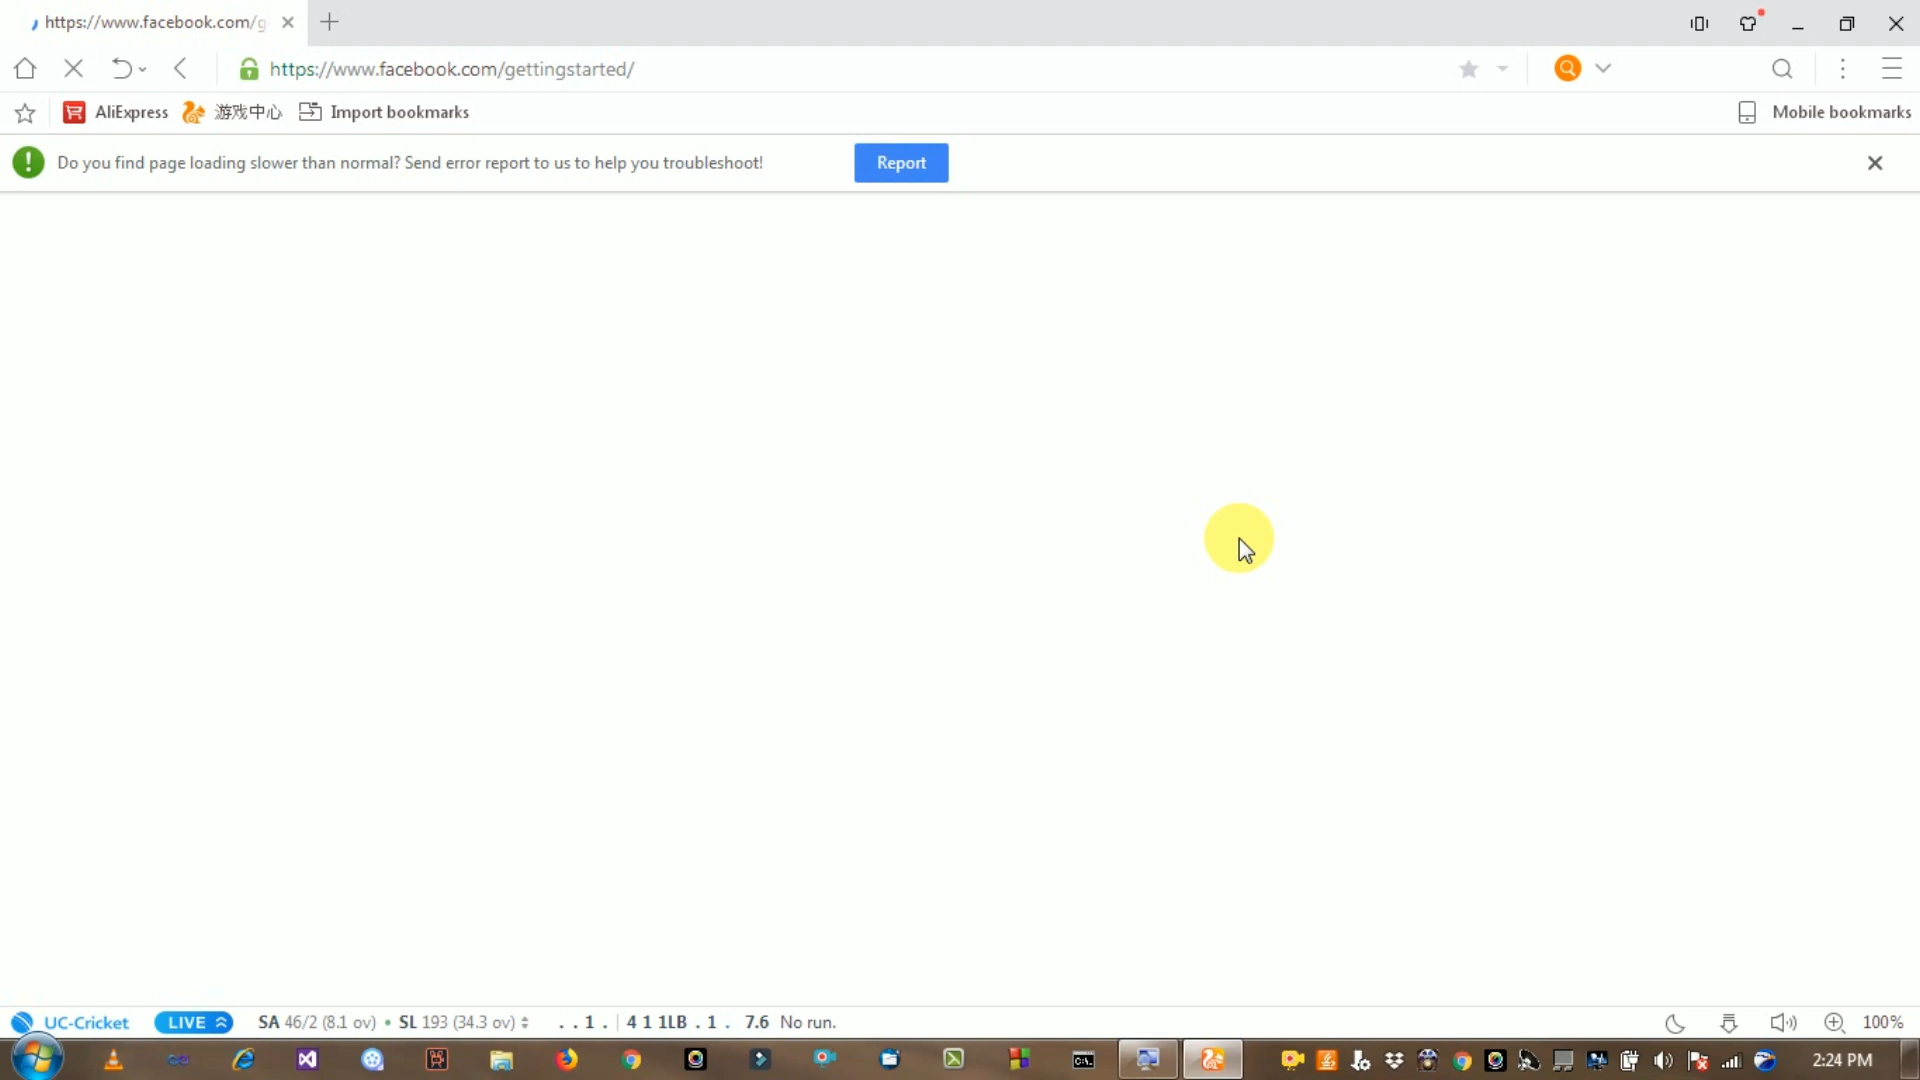 https://www.facebook.com/g
https://www.facebook.com/gettingstarted/
AliExpress 游戏中心 Import bookmarks Mobile bookmarks
Do you find page loading slower than normal? Send error report to us to help you troubleshoot! Report
UC-Cricket LIVE SA 46/2 (8.1 ov) • SL 193 (34.3 ov) . . 1 . | 4 1 1LB . 1 . 7.6 No run. 100%
2:24 PM